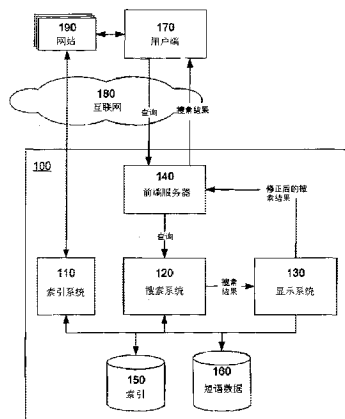 190
网站
170
用户端
180
互联网
查询
搜索结果
100
140
前端服务器
修正后的搜
索结果
查询
110
索引系统
120
搜索系统
搜索
结果
130
显示系统
150
索引
160
短语数据